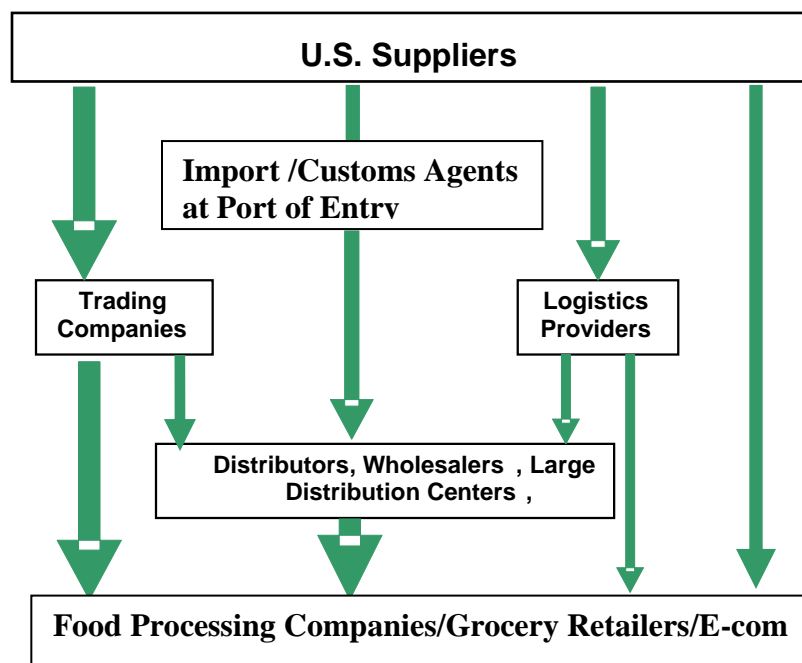 U.S. Suppliers
Import /Customs Agents
at Port of Entry
Trading
Companies
Logistics
Providers
Distributors, Wholesalers , Large
Distribution Centers ,
Food Processing Companies/Grocery Retailers/E-com